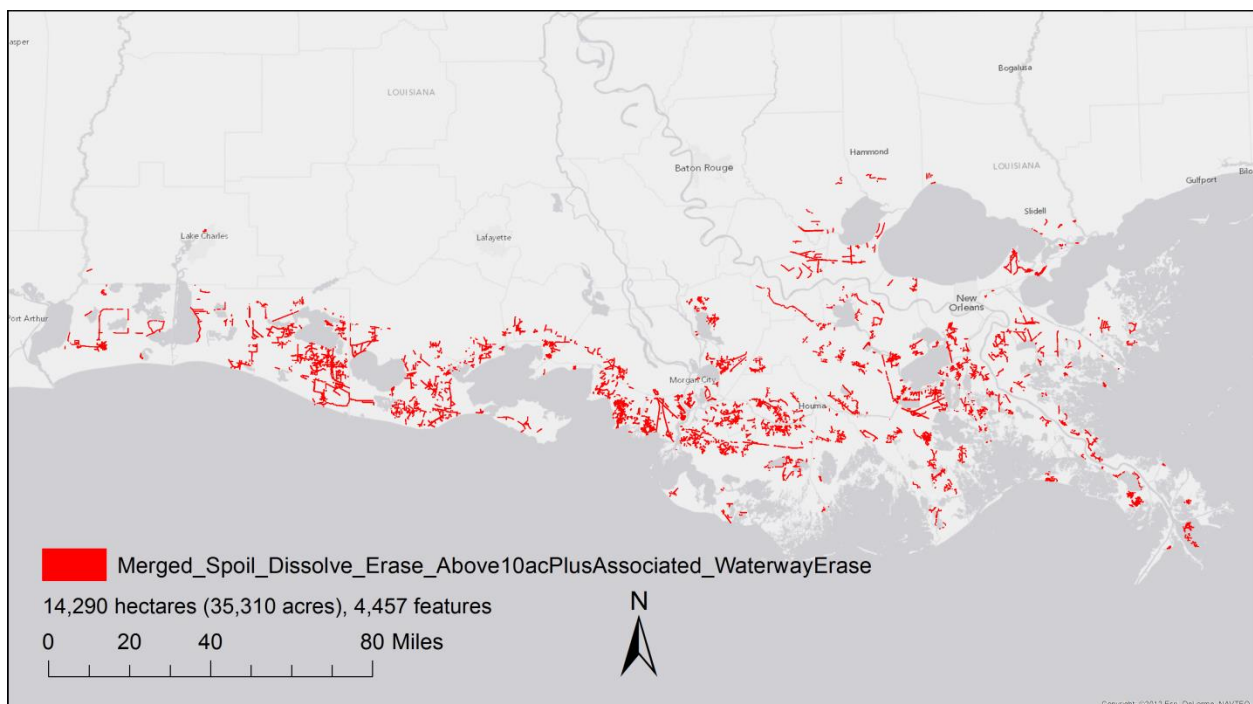 asper
LOUISIANA
Bogalusa
Hammond
LOUISIANA
Baton Rouge
Gulfport
Slidell
Lake Charles
Lafayette
New
Orleans
Port Arthur
Morgan City
Houma
Merged_Spoil_Dissolve_Erase_Above10acPlusAssociated_WaterwayErase
14,290 hectares (35,310 acres), 4,457 features
N
0 20 40 80 Miles